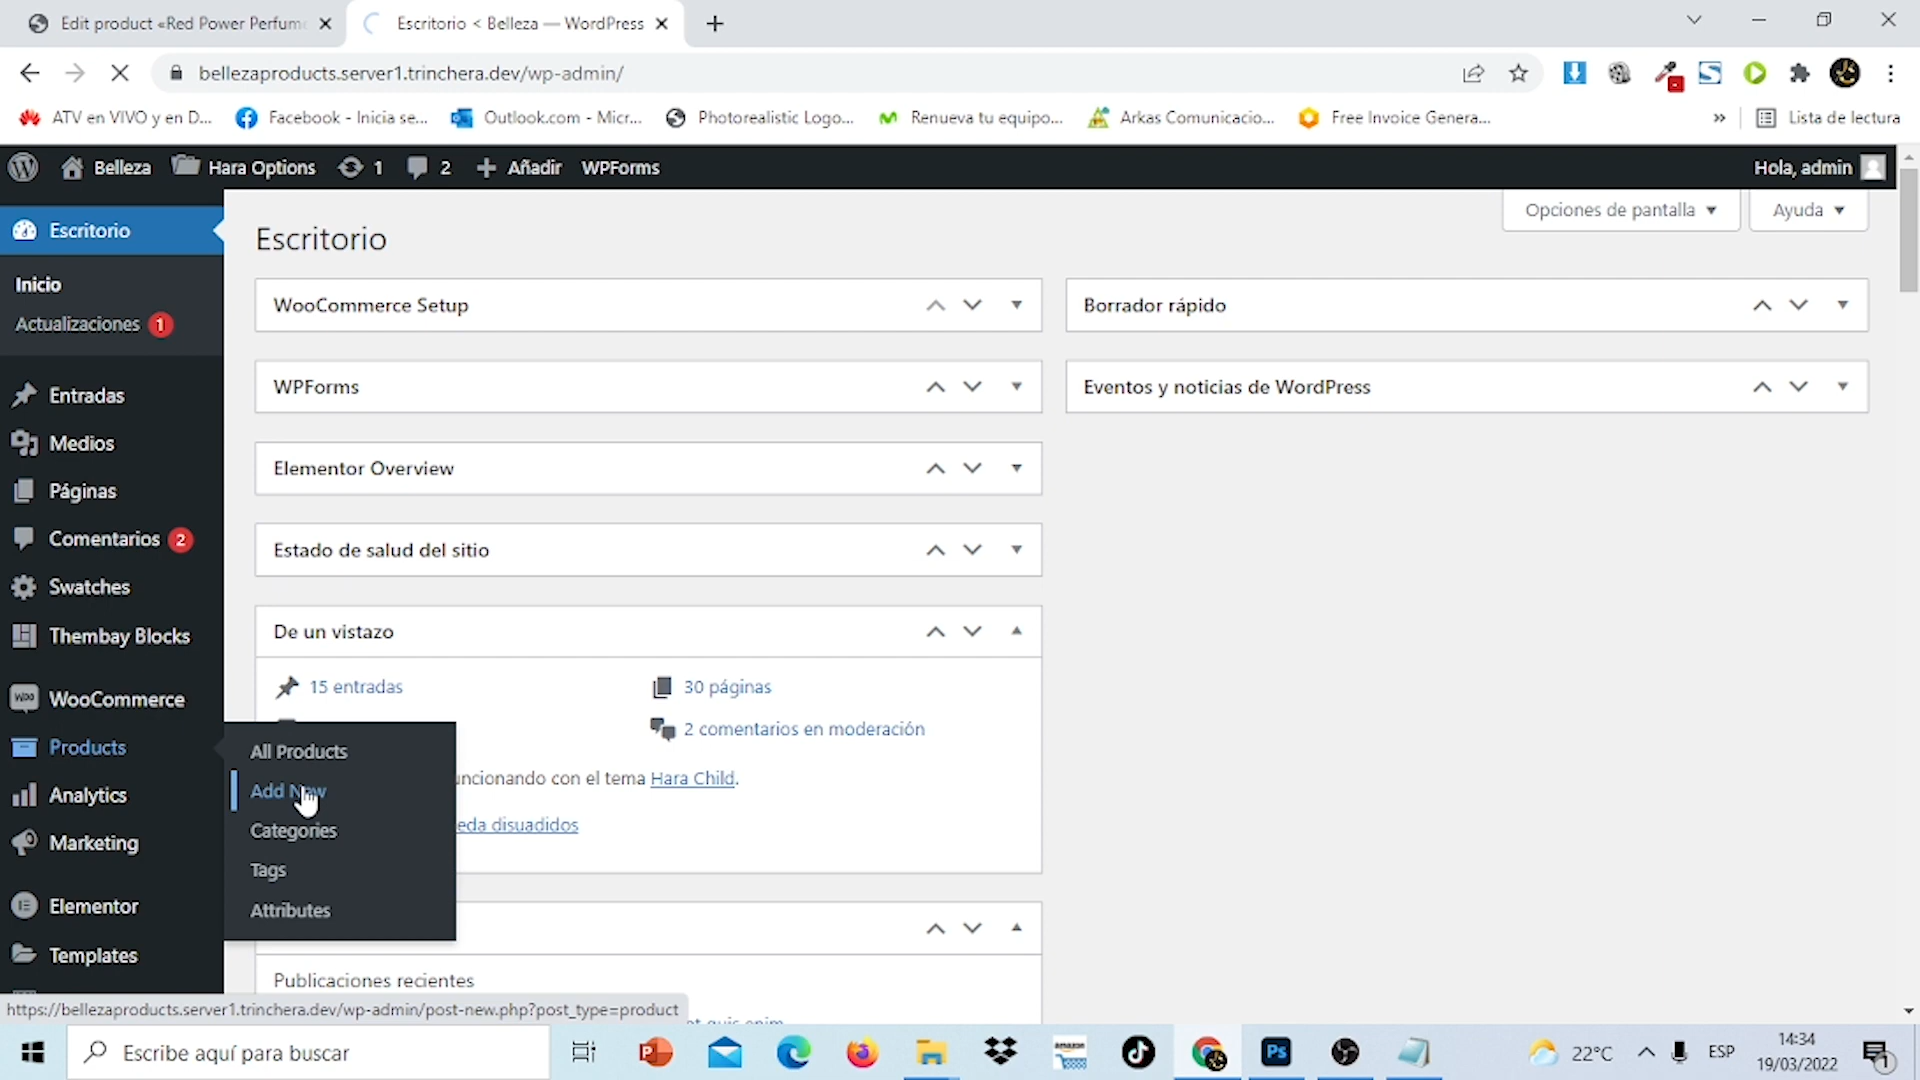 Edit product «Red Power Perfum
Escritorio < Belleza — WordPress
bellezaproducts.server1.trinchera.dev/wp-admin/
ATV en VIVO y en D...
Facebook - Inicia se...
Outlook.com - Micr...
Photorealistic Logo...
Renueva tu equipo...
Arkas Comunicacio...
Free Invoice Genera...
»
Lista de lectura
Belleza
Hara Options
1
2
Añadir
WPForms
Hola, admin
Opciones de pantalla
Ayuda
Escritorio
Inicio
Actualizaciones 1
Entradas
Medios
Páginas
Comentarios 2
Swatches
Thembay Blocks
WooCommerce
Products
Analytics
Marketing
Elementor
Templates
All Products
Add New
Categories
Tags
Attributes
Escritorio
WooCommerce Setup
WPForms
Elementor Overview
Estado de salud del sitio
De un vistazo
15 entradas
30 páginas
2 comentarios en moderación
uncionando con el tema Hara Child.
eda disuadidos
Publicaciones recientes
Borrador rápido
Eventos y noticias de WordPress
https://bellezaproducts.server1.trinchera.dev/wp-admin/post-new.php?post_type=product
Escribe aquí para buscar
amazon
Ps
22°C
ESP
14:34
19/03/2022
1